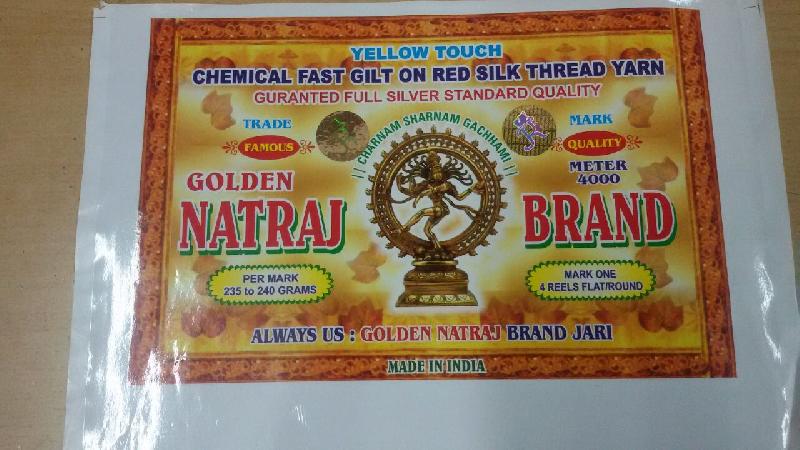 YELLOW TOUCH
CHEMICAL FAST GILT ON RED SILK THREAD YARN
GURANTED FULL SILVER STANDARD QUALITY
TRADE
MARK
FAMOUS
QUALITY
// CHARNAM SHARNAM GACHHAMI //
METER
4000
GOLDEN
NATRAJ
BRAND
PER MARK
235 to 240 GRAMS
MARK ONE
4 REELS FLAT/ROUND
ALWAYS US : GOLDEN NATRAJ BRAND JARI
MADE IN INDIA